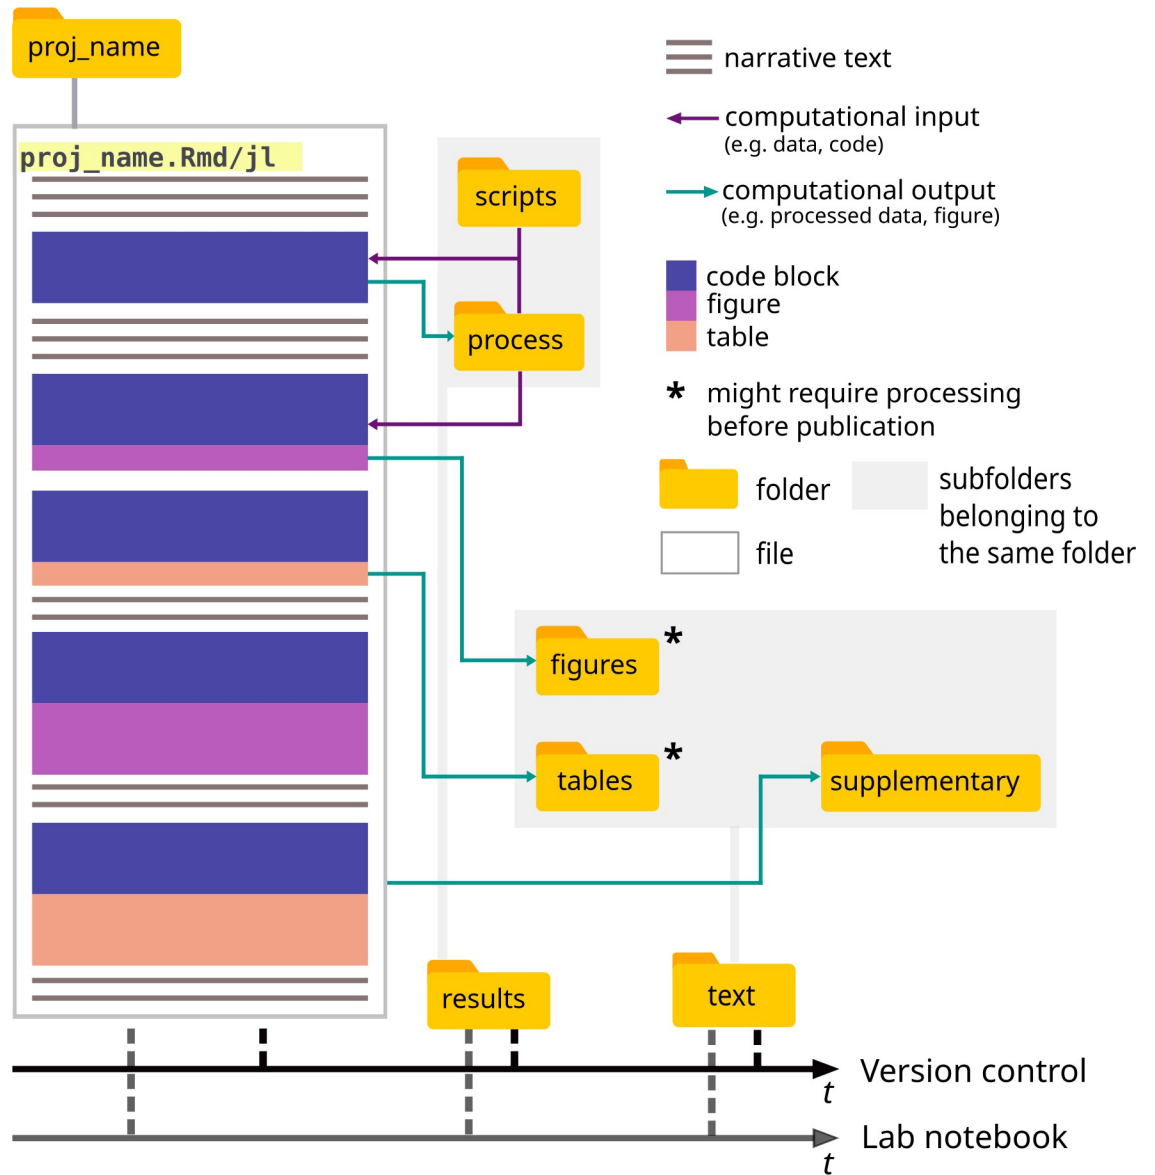 proj_name
proj_name.Rmd/jl
scripts
process
narrative text
computational input
(e.g. data, code)
computational output
(e.g. processed data, figure)
code block
figure
table
* might require processing
before publication
folder
file
subfolders
belonging to
the same folder
figures *
tables *
supplementary
results
text
Version control
t
Lab notebook
t